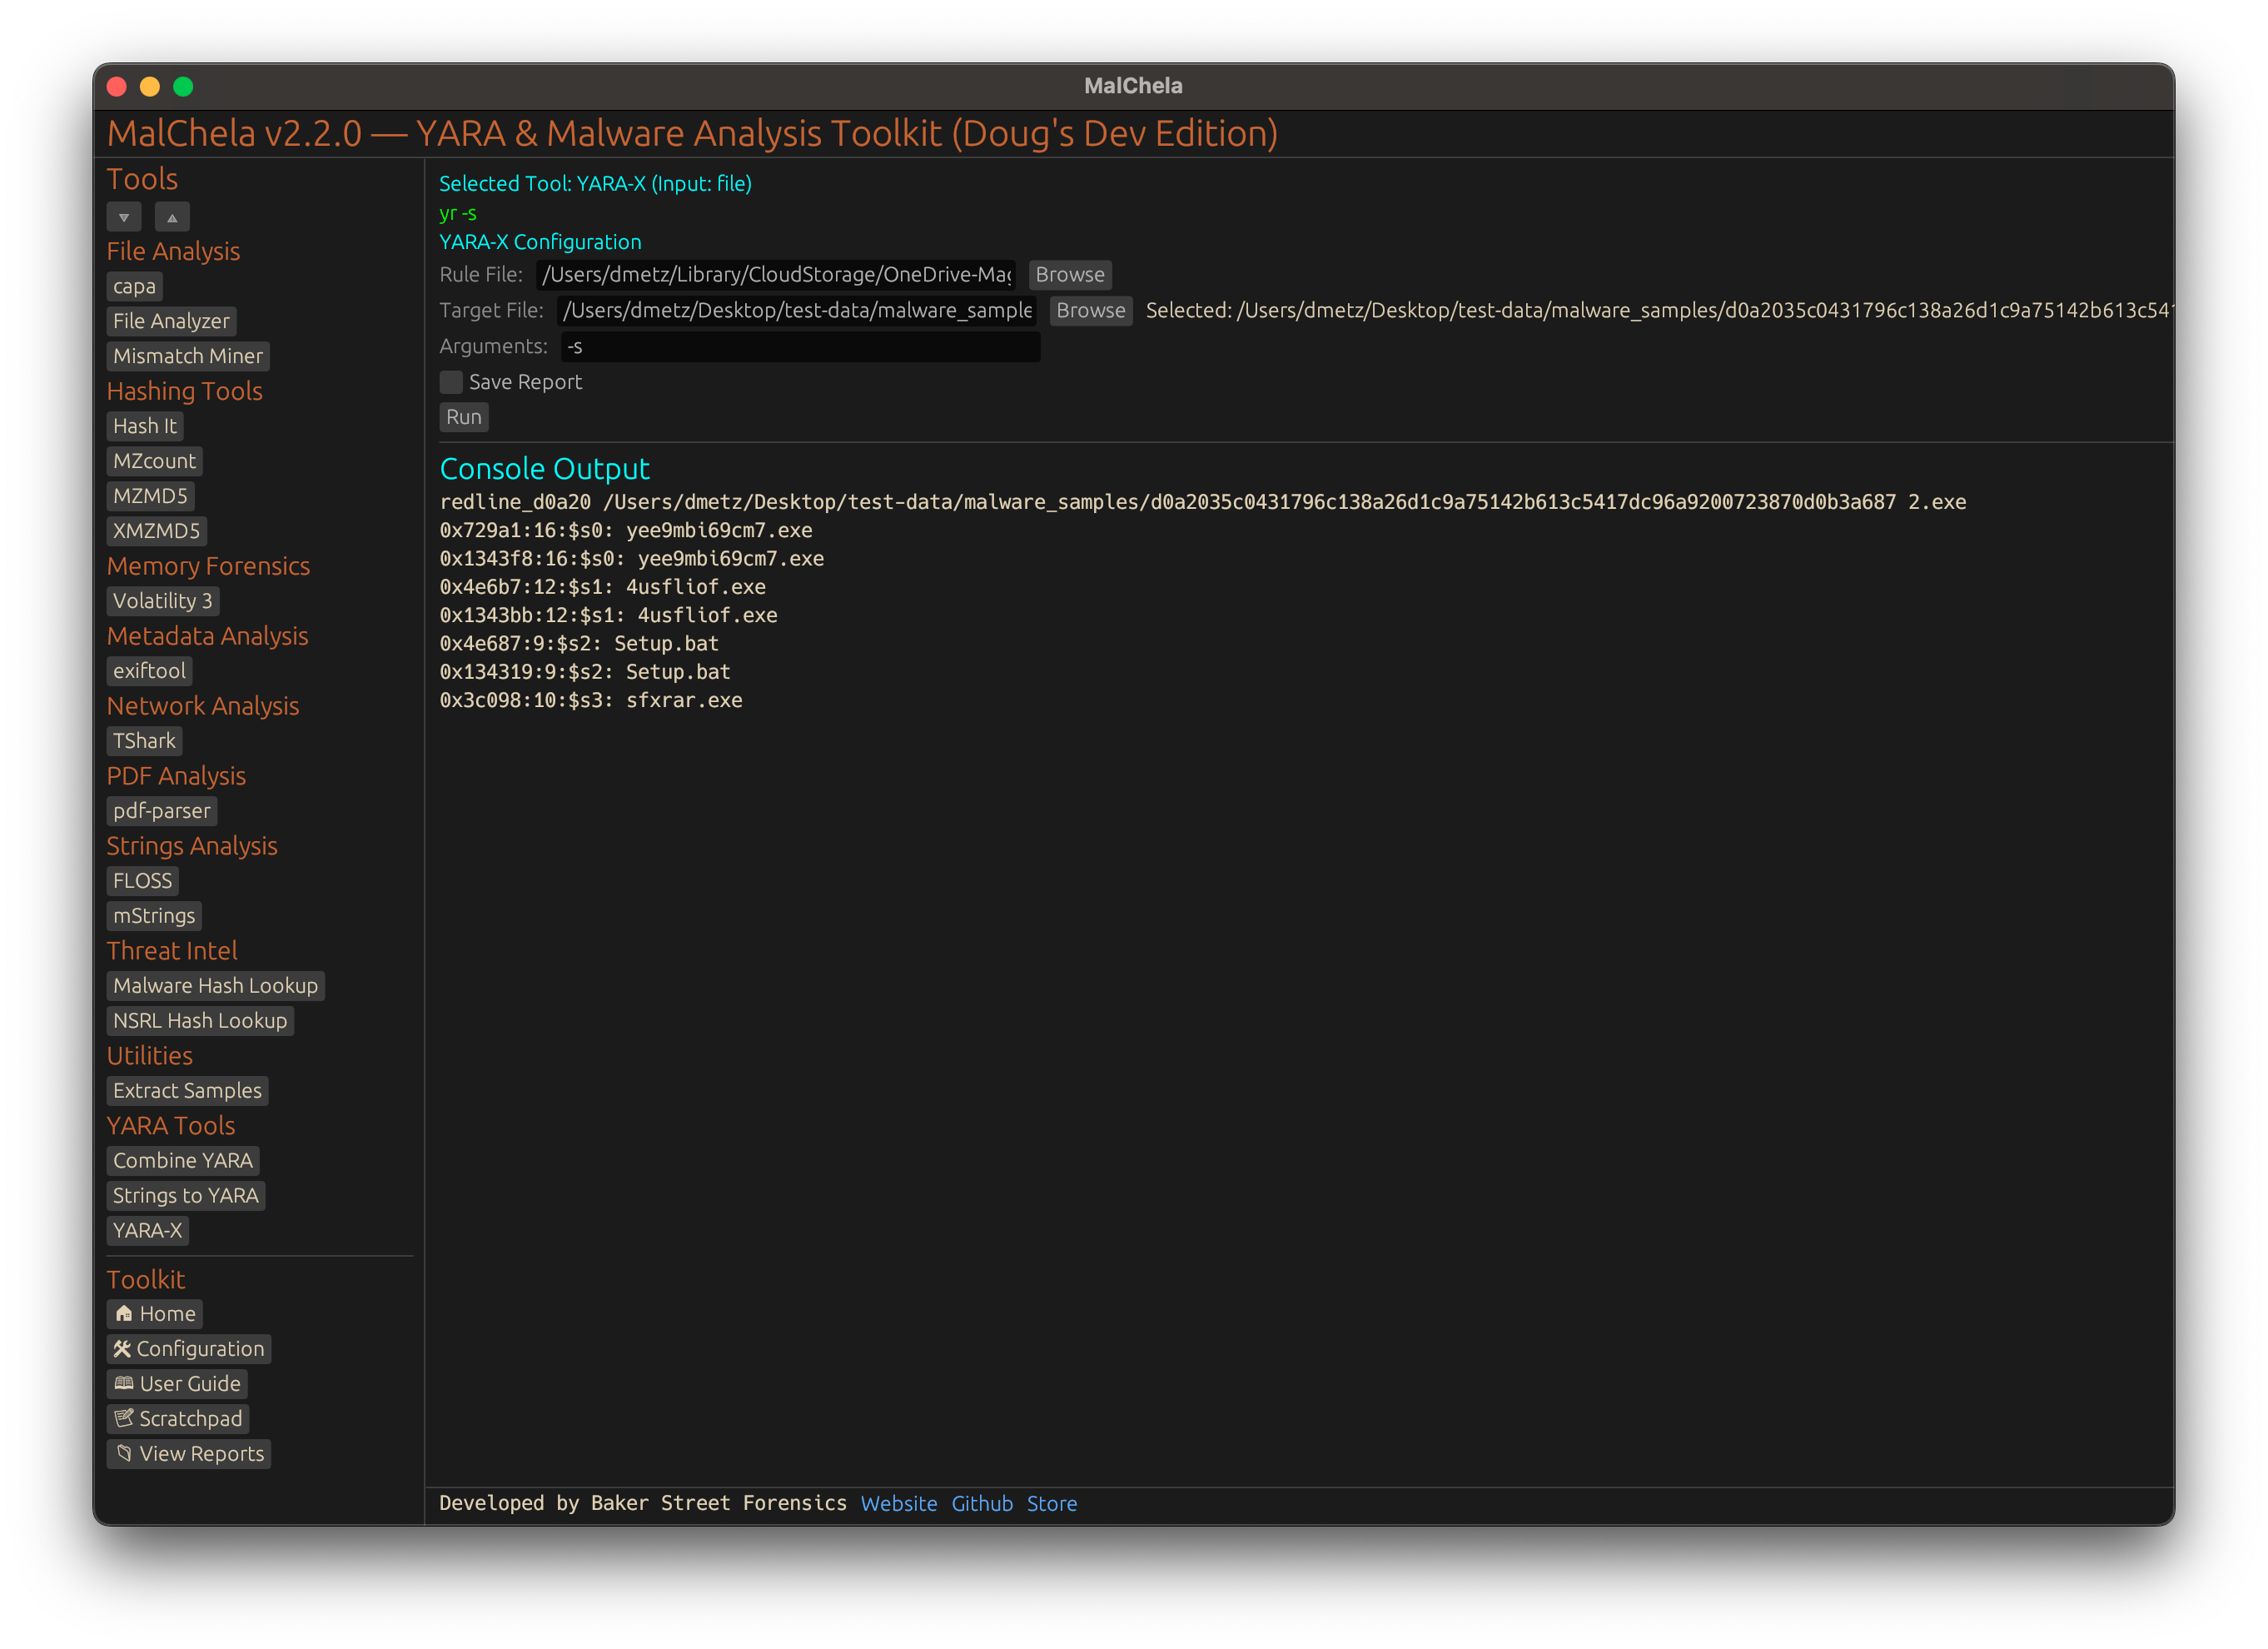 MalChela
MalChela v2.2.0 — YARA & Malware Analysis Toolkit (Doug's Dev Edition)
Tools
File Analysis
capa
File Analyzer
Mismatch Miner
Hashing Tools
Hash It
MZcount
MZMD5
XMZMD5
Memory Forensics
Volatility 3
Metadata Analysis
exiftool
Network Analysis
TShark
PDF Analysis
pdf-parser
Strings Analysis
FLOSS
mStrings
Threat Intel
Malware Hash Lookup
NSRL Hash Lookup
Utilities
Extract Samples
YARA Tools
Combine YARA
Strings to YARA
YARA-X
Toolkit
Home
Configuration
User Guide
Scratchpad
View Reports
Selected Tool: YARA-X (Input: file)
yr -s
YARA-X Configuration
Rule File: /Users/dmetz/Library/CloudStorage/OneDrive-Mag Browse
Target File: /Users/dmetz/Desktop/test-data/malware_sample Browse Selected: /Users/dmetz/Desktop/test-data/malware_samples/d0a2035c0431796c138a26d1c9a75142b613c541
Arguments: -s
Save Report
Run
Console Output
redline_d0a20 /Users/dmetz/Desktop/test-data/malware_samples/d0a2035c0431796c138a26d1c9a75142b613c5417dc96a9200723870d0b3a687 2.exe
0x729a1:16:$s0: yee9mbi69cm7.exe
0x1343f8:16:$s0: yee9mbi69cm7.exe
0x4e6b7:12:$s1: 4usfliof.exe
0x1343bb:12:$s1: 4usfliof.exe
0x4e687:9:$s2: Setup.bat
0x134319:9:$s2: Setup.bat
0x3c098:10:$s3: sfxrar.exe
Developed by Baker Street Forensics Website Github Store